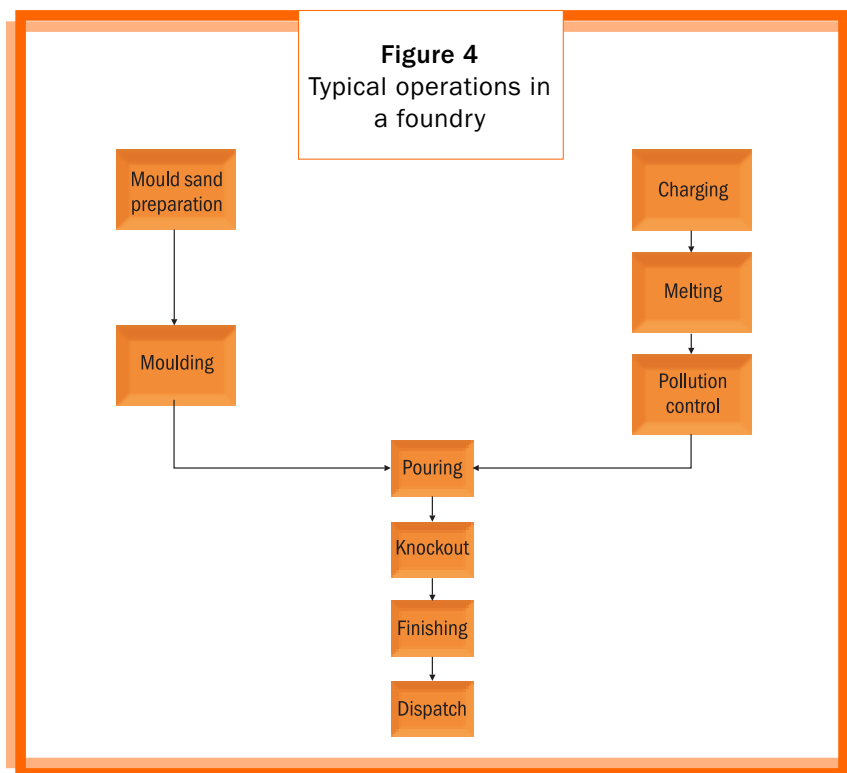 Figure 4
Typical operations in
a foundry
Mould sand
preparation
Moulding
Charging
Melting
Pollution
control
Pouring
Knockout
Finishing
Dispatch